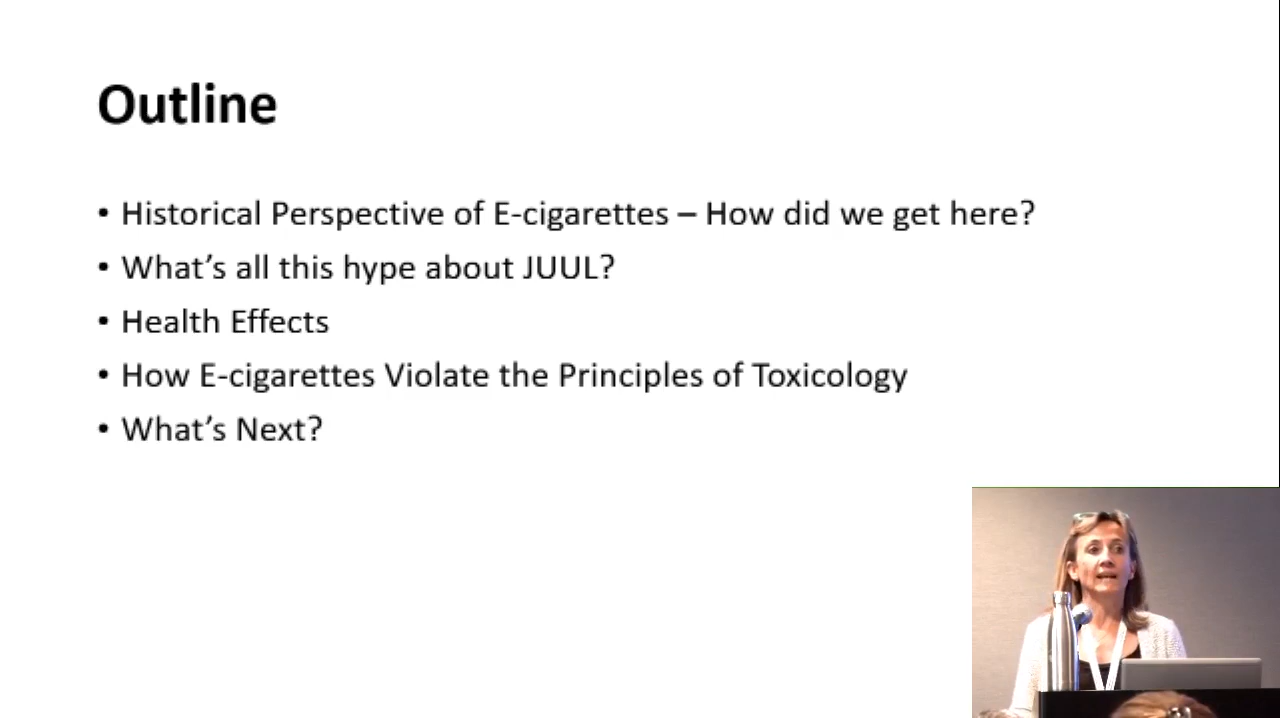 Outline
• Historical Perspective of E-cigarettes – How did we get here?
• What's all this hype about JUUL?
• Health Effects
• How E-cigarettes Violate the Principles of Toxicology
• What's Next?